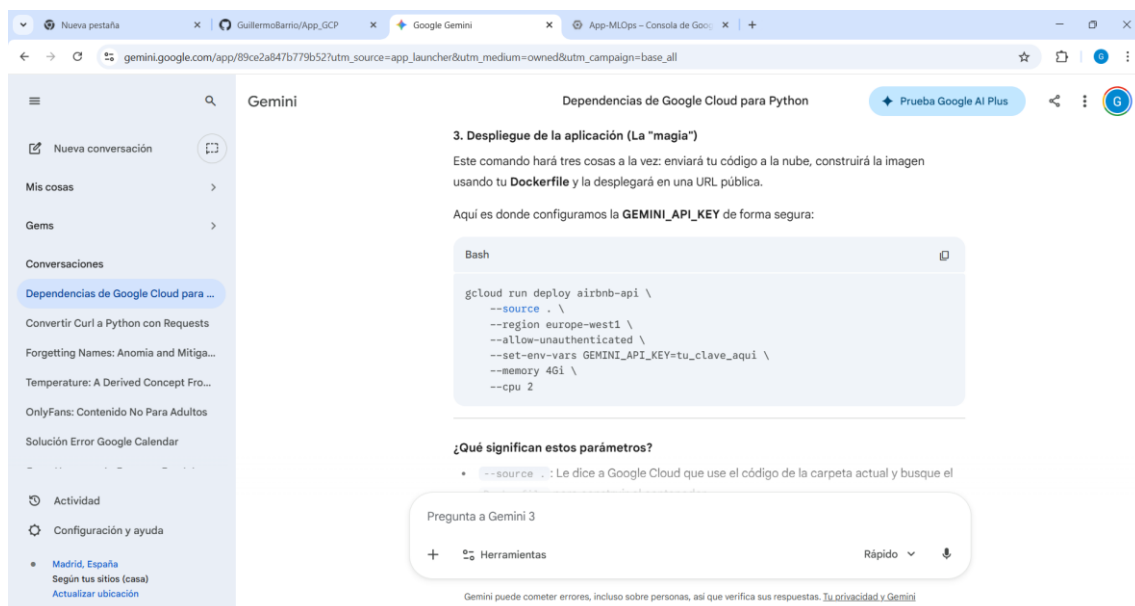 Nueva pestaña
GuillermoBarrio/App_GCP
Google Gemini
App-MLOps – Consola de Goog
gemini.google.com/app/89ce2a847b779b52?utm_source=app_launcher&utm_medium=owned&utm_campaign=base_all
G
Gemini
Dependencias de Google Cloud para Python
Prueba Google AI Plus
G
Nueva conversación
Mis cosas
Gems
Conversaciones
Dependencias de Google Cloud para ...
Convertir Curl a Python con Requests
Forgetting Names: Anomia and Mitiga...
Temperature: A Derived Concept Fro...
OnlyFans: Contenido No Para Adultos
Solución Error Google Calendar
Actividad
Configuración y ayuda
Madrid, España
Según tus sitios (casa)
Actualizar ubicación
3. Despliegue de la aplicación (La "magia")
Este comando hará tres cosas a la vez: enviará tu código a la nube, construirá la imagen
usando tu Dockerfile y la desplegará en una URL pública.
Aquí es donde configuramos la GEMINI_API_KEY de forma segura:
Bash
gcloud run deploy airbnb-api \
--source . \
--region europe-west1 \
--allow-unauthenticated \
--set-env-vars GEMINI_API_KEY=tu_clave_aqui \
--memory 4Gi \
--cpu 2
¿Qué significan estos parámetros?
• --source . : Le dice a Google Cloud que use el código de la carpeta actual y busque el
Pregunta a Gemini 3
Herramientas
Rápido
Gemini puede cometer errores, incluso sobre personas, así que verifica sus respuestas. Tu privacidad y Gemini